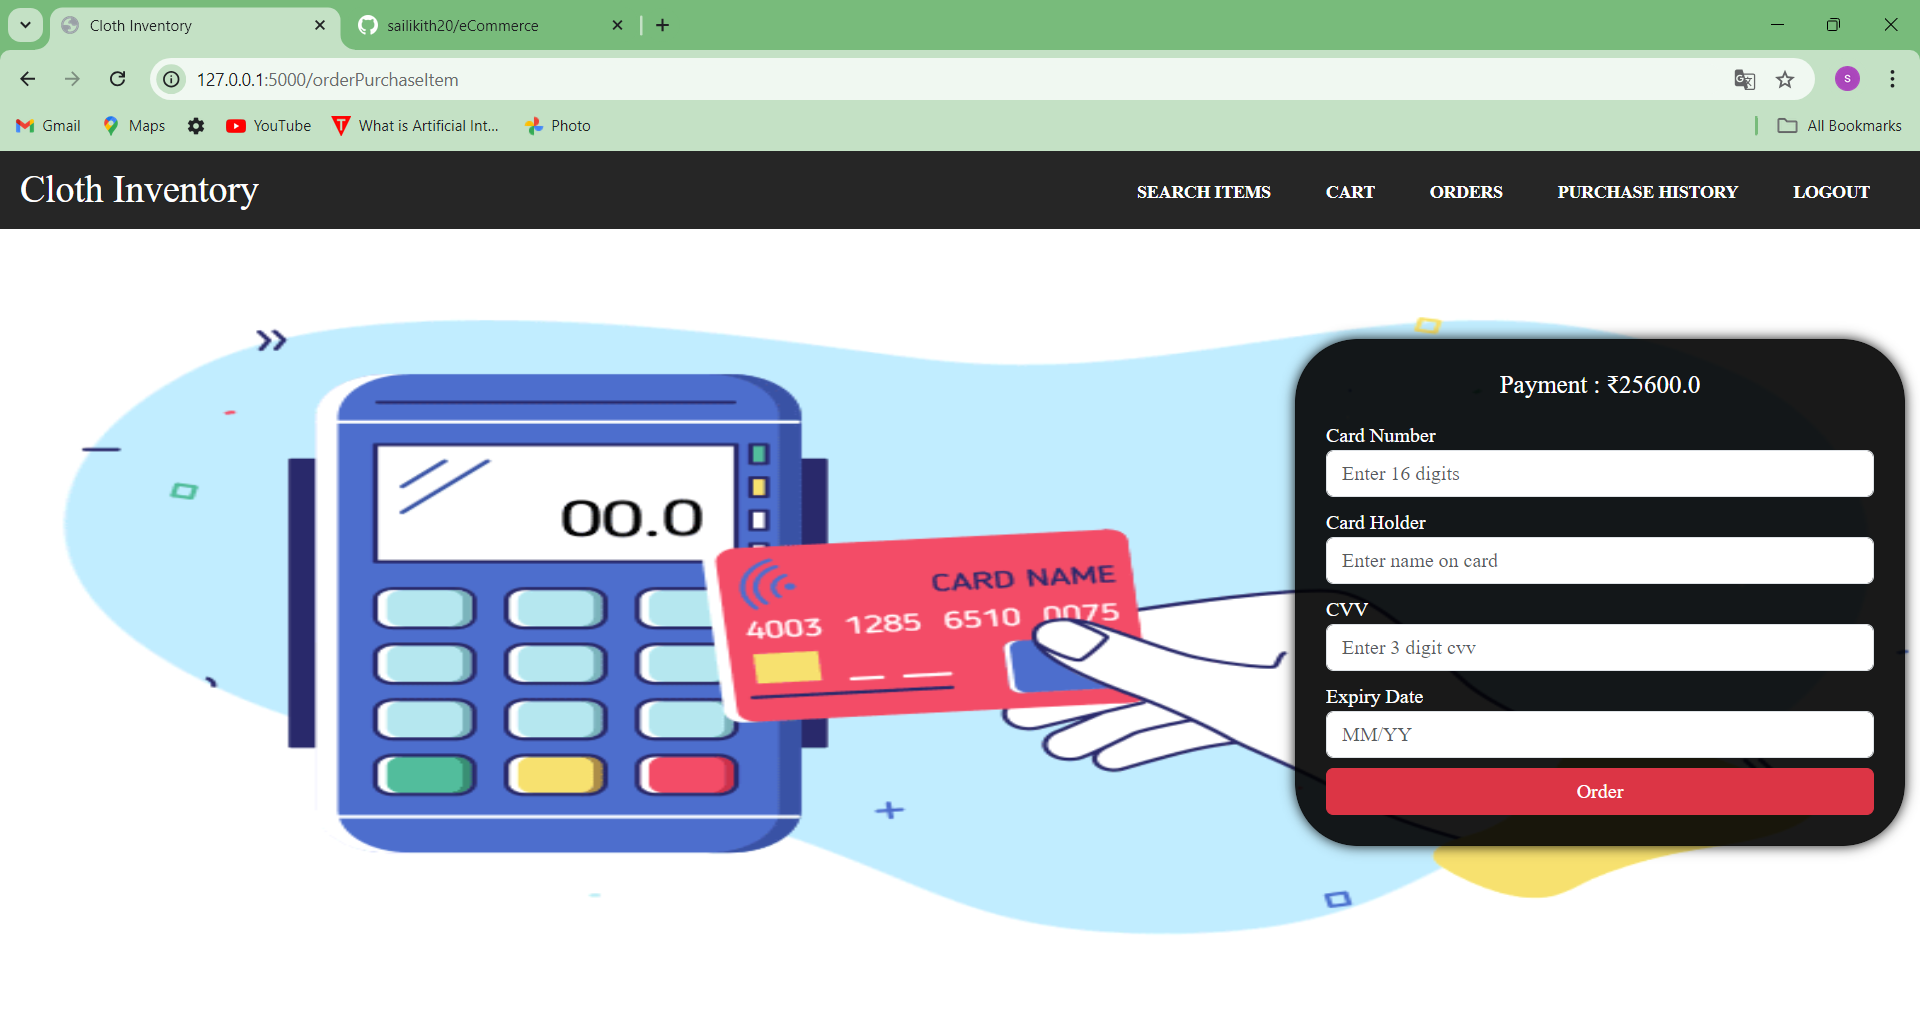 Cloth Inventory
sailikith20/eCommerce
127.0.0.1:5000/orderPurchaseItem
S
Gmail
Maps
YouTube
What is Artificial Int...
Photo
All Bookmarks
Cloth Inventory
SEARCH ITEMS
CART
ORDERS
PURCHASE HISTORY
LOGOUT
00.0
CARD NAME
4003 1285 6510 0075
Payment : ₹25600.0
Card Number
Enter 16 digits
Card Holder
Enter name on card
CVV
Enter 3 digit cvv
Expiry Date
MM/YY
Order